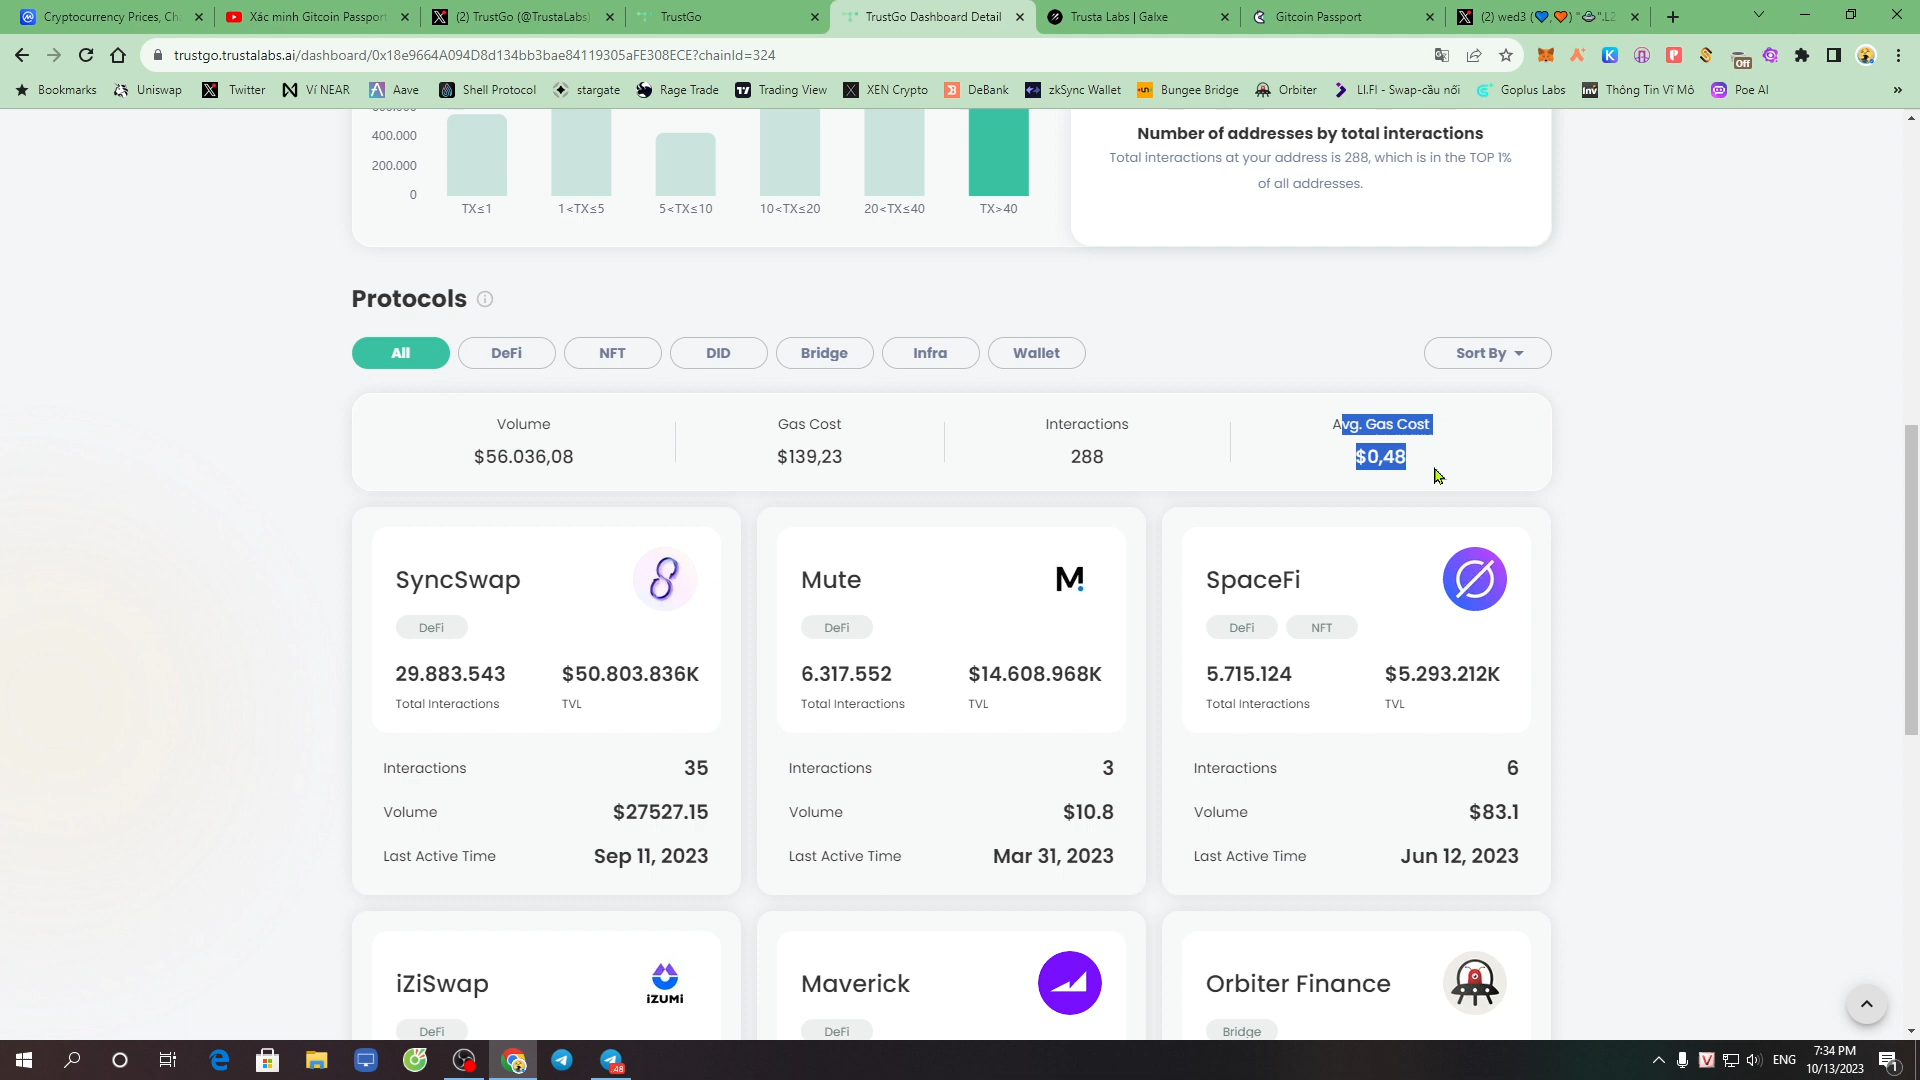 Cryptocurrency Prices, Ch
Xác minh Gitcoin Passport
(2) TrustGo (@TrustaLabs)
TrustGo
TrustGo Dashboard Detail
Trusta Labs | Galxe
Gitcoin Passport
(2) wed3 (💙,🧡) "🛸".L2
trustgo.trustalabs.ai/dashboard/0x18e9664A094D8d134bb3bae84119305aFE308ECE?chainId=324
Off
Bookmarks
Uniswap
Twitter
Ví NEAR
Aave
Shell Protocol
stargate
Rage Trade
Trading View
XEN Crypto
DeBank
zkSync Wallet
Bungee Bridge
Orbiter
LI.FI - Swap-cầu nối
Goplus Labs
Thông Tin Vĩ Mô
Poe AI
»
400.000
200.000
0
TX≤1
1<TX≤5
5<TX≤10
10<TX≤20
20<TX≤40
TX>40
Number of addresses by total interactions
Total interactions at your address is 288, which is in the TOP 1%
of all addresses.
Protocols
All
DeFi
NFT
DID
Bridge
Infra
Wallet
Sort By
Volume
Gas Cost
Interactions
Avg. Gas Cost
$56.036,08
$139,23
288
$0,48
SyncSwap
DeFi
29.883.543
$50.803.836K
Total Interactions
TVL
Interactions
35
Volume
$27527.15
Last Active Time
Sep 11, 2023
Mute
M.
DeFi
6.317.552
$14.608.968K
Total Interactions
TVL
Interactions
3
Volume
$10.8
Last Active Time
Mar 31, 2023
SpaceFi
DeFi
NFT
5.715.124
$5.293.212K
Total Interactions
TVL
Interactions
6
Volume
$83.1
Last Active Time
Jun 12, 2023
iZiSwap
iZUMi
DeFi
Maverick
DeFi
Orbiter Finance
Bridge
48
ENG
7:34 PM
10/13/2023
1